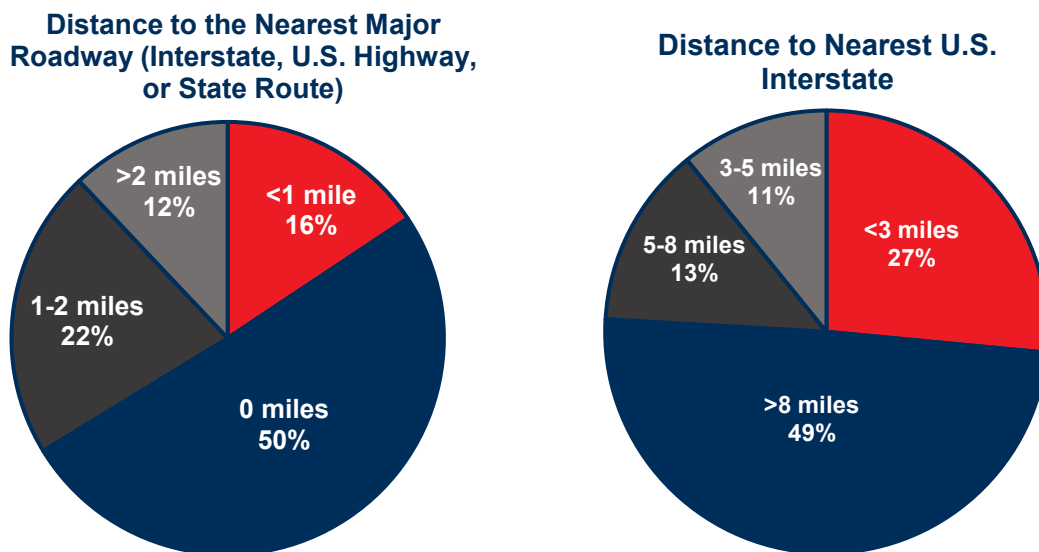 Distance to the Nearest Major
Roadway (Interstate, U.S. Highway,
or State Route)
>2 miles
12%
<1 mile
16%
1-2 miles
22%
0 miles
50%
Distance to Nearest U.S.
Interstate
3-5 miles
11%
<3 miles
27%
5-8 miles
13%
>8 miles
49%